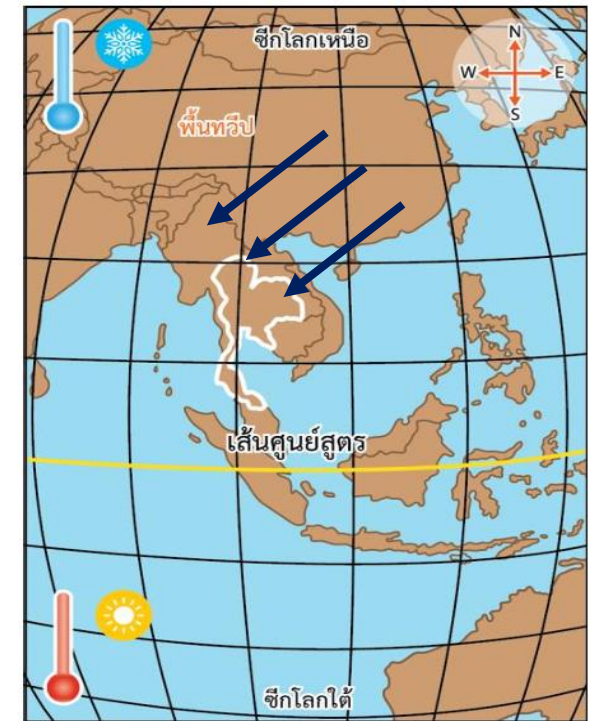 ซีกโลกเหนือ
N
W
E
S
พื้นทวีป
เส้นศูนย์สูตร
ซีกโลกใต้